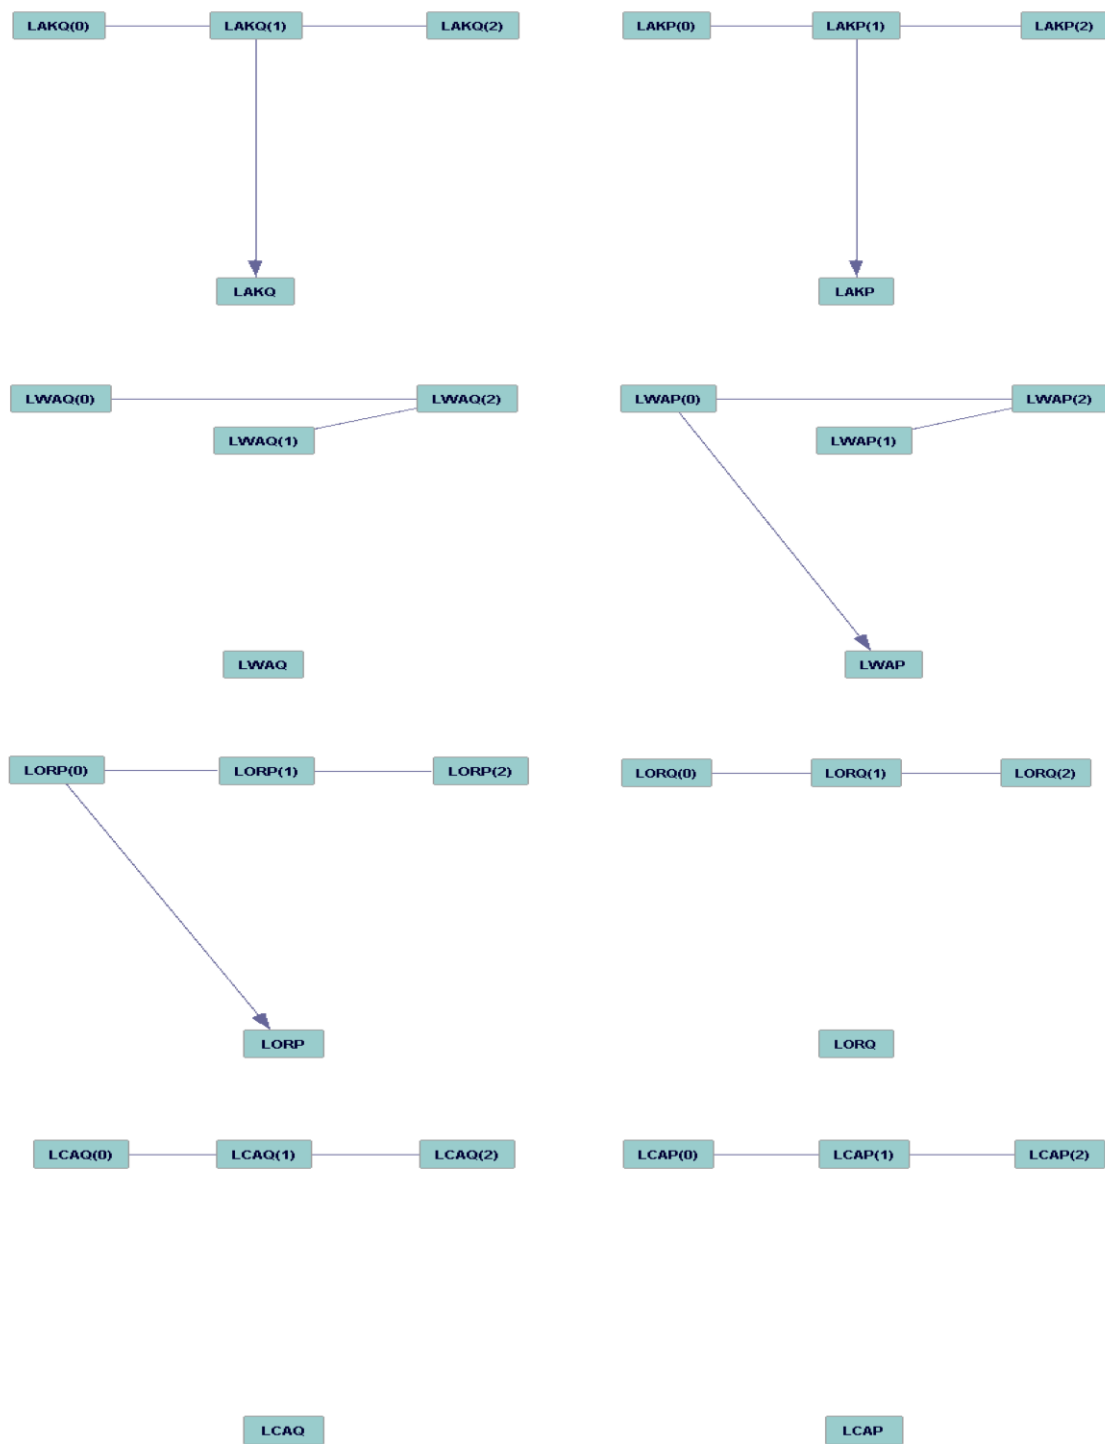 LAKQ(0) LAKQ(1) LAKQ(2) LAKP(0) LAKP(1) LAKP(2)
LAKQ LAKP
LWAQ(0) LWAQ(2) LWAP(0) LWAP(2)
LWAQ(1) LWAP(1)
LWAQ LWAP
LORP(0) LORP(1) LORP(2) LORQ(0) LORQ(1) LORQ(2)
LORP LORQ
LCAQ(0) LCAQ(1) LCAQ(2) LCAP(0) LCAP(1) LCAP(2)
LCAQ LCAP